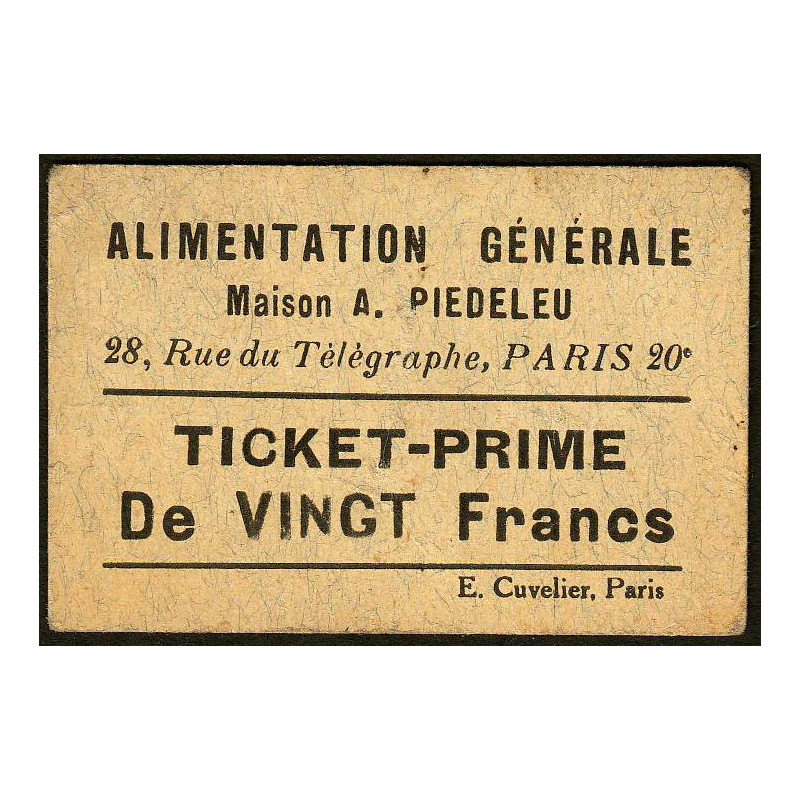 ALIMENTATION GÉNÉRALE
Maison A. PIEDELEU
28, Rue du Télégraphe, PARIS 20e
TICKET-PRIME
De VINGT Francs
E. Cuvelier, Paris